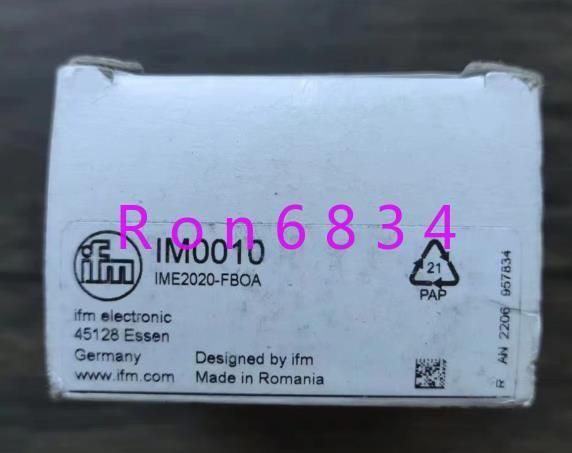 Ron6834
ifm
IM0010
IME2020-FBOA
ifm electronic
45128 Essen
Germany
www.ifm.com
Designed by ifm
Made in Romania
21
PAP
R AN 2206 957834